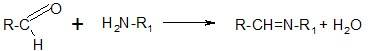 R-C
O
H
+ H₂N-R₁ → R-CH=N-R₁ + H₂O